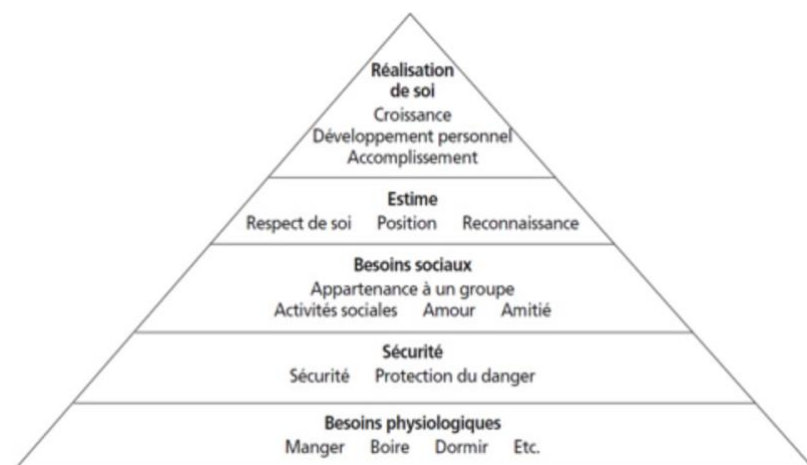 Réalisation
de soi
Croissance
Développement personnel
Accomplissement
Estime
Respect de soi Position Reconnaissance
Besoins sociaux
Appartenance à un groupe
Activités sociales Amour Amitié
Sécurité
Sécurité Protection du danger
Besoins physiologiques
Manger Boire Dormir Etc.